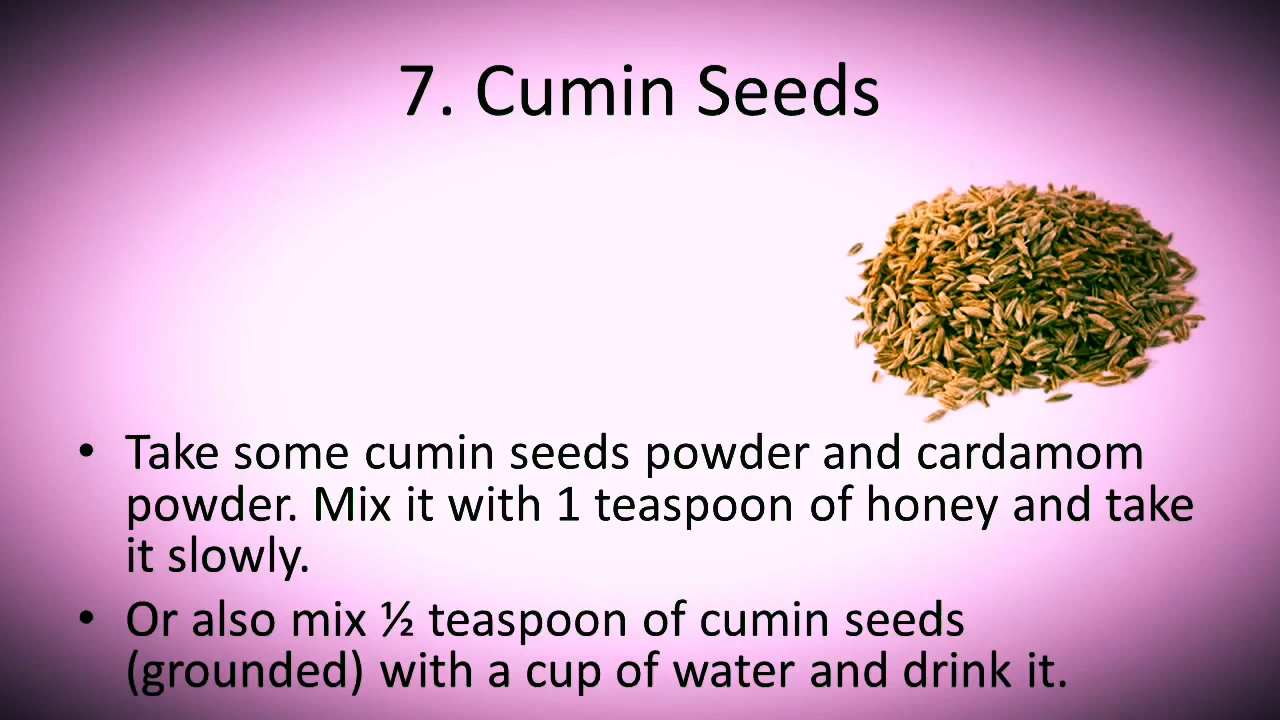 7. Cumin Seeds
• Take some cumin seeds powder and cardamom
powder. Mix it with 1 teaspoon of honey and take
it slowly.
• Or also mix ½ teaspoon of cumin seeds
(grounded) with a cup of water and drink it.